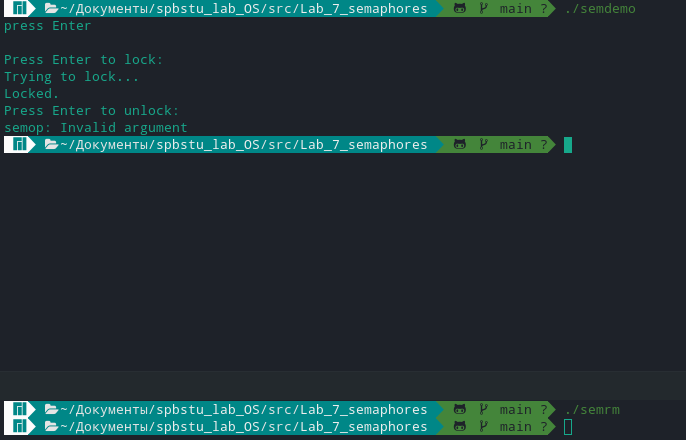 ~/Документы/spbstu_lab_OS/src/Lab_7_semaphores main ? ./semdemo
press Enter
Press Enter to lock:
Trying to lock...
Locked.
Press Enter to unlock:
semop: Invalid argument
~/Документы/spbstu_lab_OS/src/Lab_7_semaphores main ?
~/Документы/spbstu_lab_OS/src/Lab_7_semaphores main ? ./semrm
~/Документы/spbstu_lab_OS/src/Lab_7_semaphores main ?